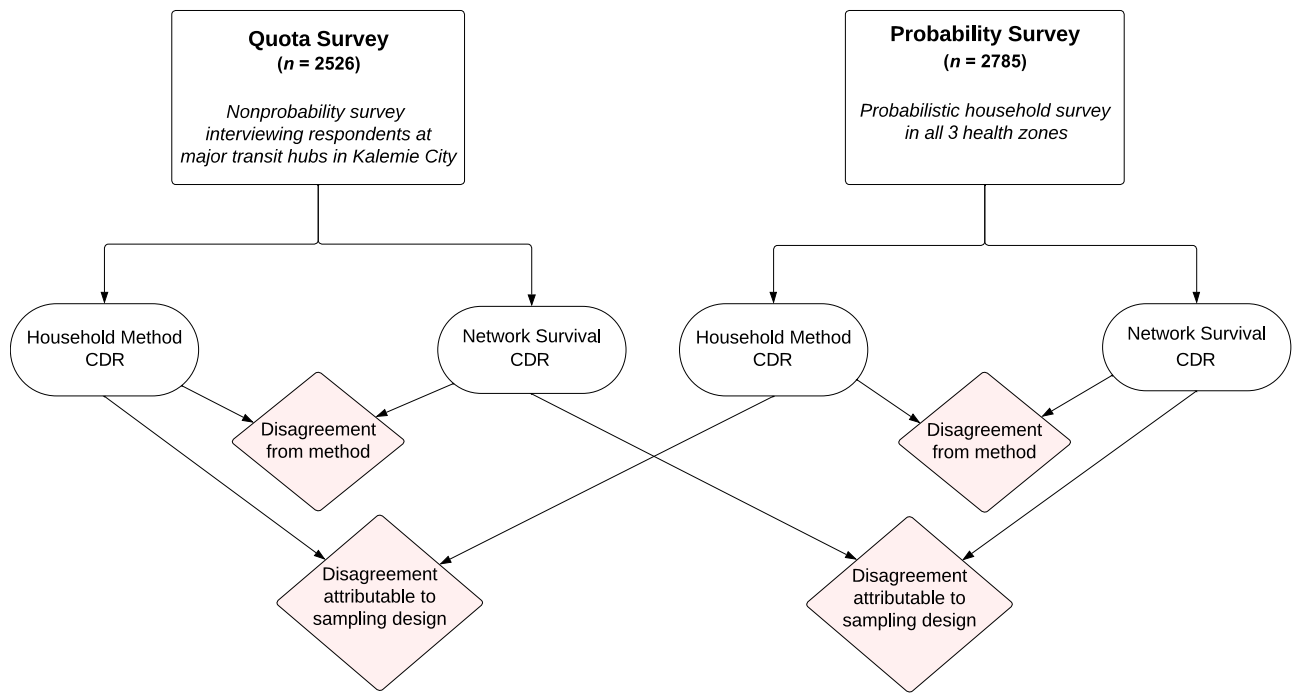 Quota Survey
(n = 2526)
Nonprobability survey
interviewing respondents at
major transit hubs in Kalemie City
Probability Survey
(n = 2785)
Probabilistic household survey
in all 3 health zones
Household Method
CDR
Network Survival
CDR
Household Method
CDR
Network Survival
CDR
Disagreement
from method
Disagreement
from method
Disagreement
attributable to
sampling design
Disagreement
attributable to
sampling design